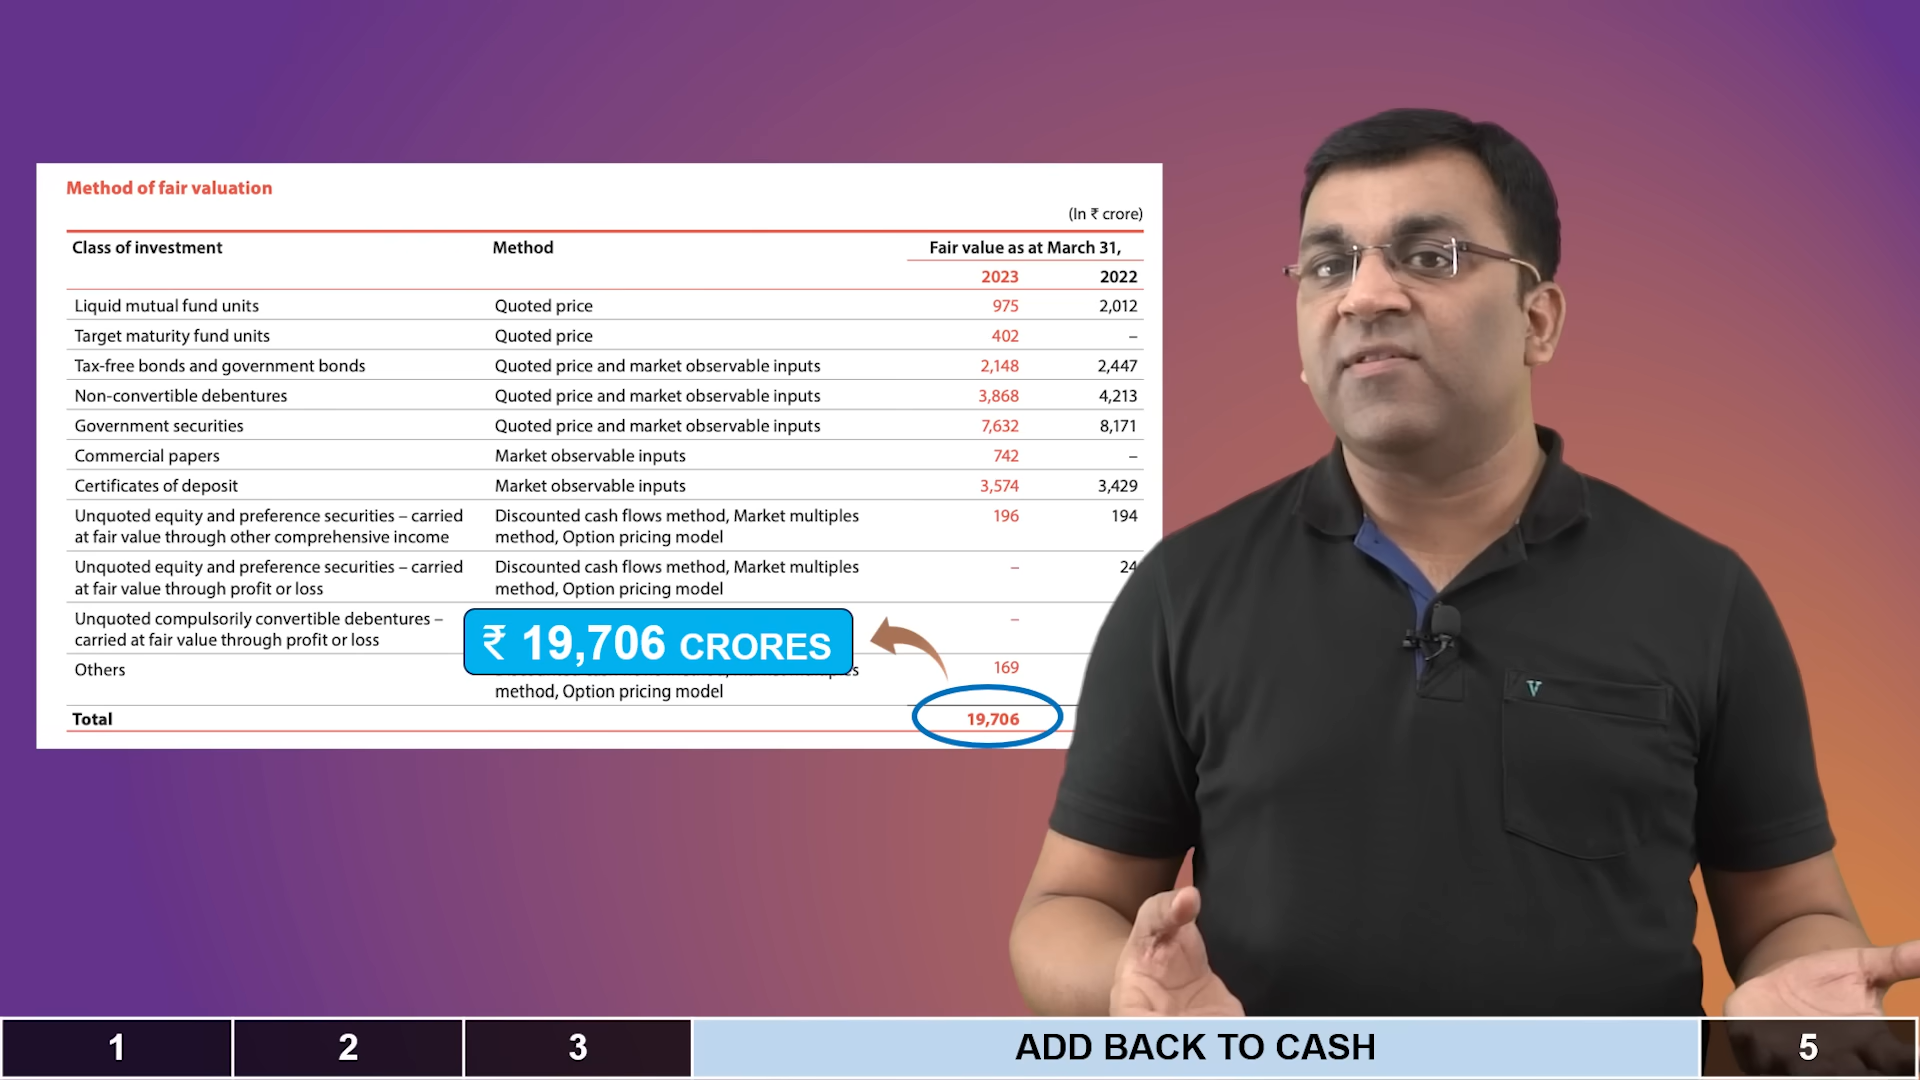 Method of fair valuation
(In ₹ crore)
Class of investment Method Fair value as at March 31,
2023 2022
Liquid mutual fund units Quoted price 975 2,012
Target maturity fund units Quoted price 402 –
Tax-free bonds and government bonds Quoted price and market observable inputs 2,148 2,447
Non-convertible debentures Quoted price and market observable inputs 3,868 4,213
Government securities Quoted price and market observable inputs 7,632 8,171
Commercial papers Market observable inputs 742 –
Certificates of deposit Market observable inputs 3,574 3,429
Unquoted equity and preference securities – carried Discounted cash flows method, Market multiples 196 194
at fair value through other comprehensive income method, Option pricing model
Unquoted equity and preference securities – carried Discounted cash flows method, Market multiples – 24
at fair value through profit or loss method, Option pricing model
Unquoted compulsorily convertible debentures – –
carried at fair value through profit or loss
₹ 19,706 CRORES
Others 169
method, Option pricing model
Total 19,706
V
1 2 3 ADD BACK TO CASH 5